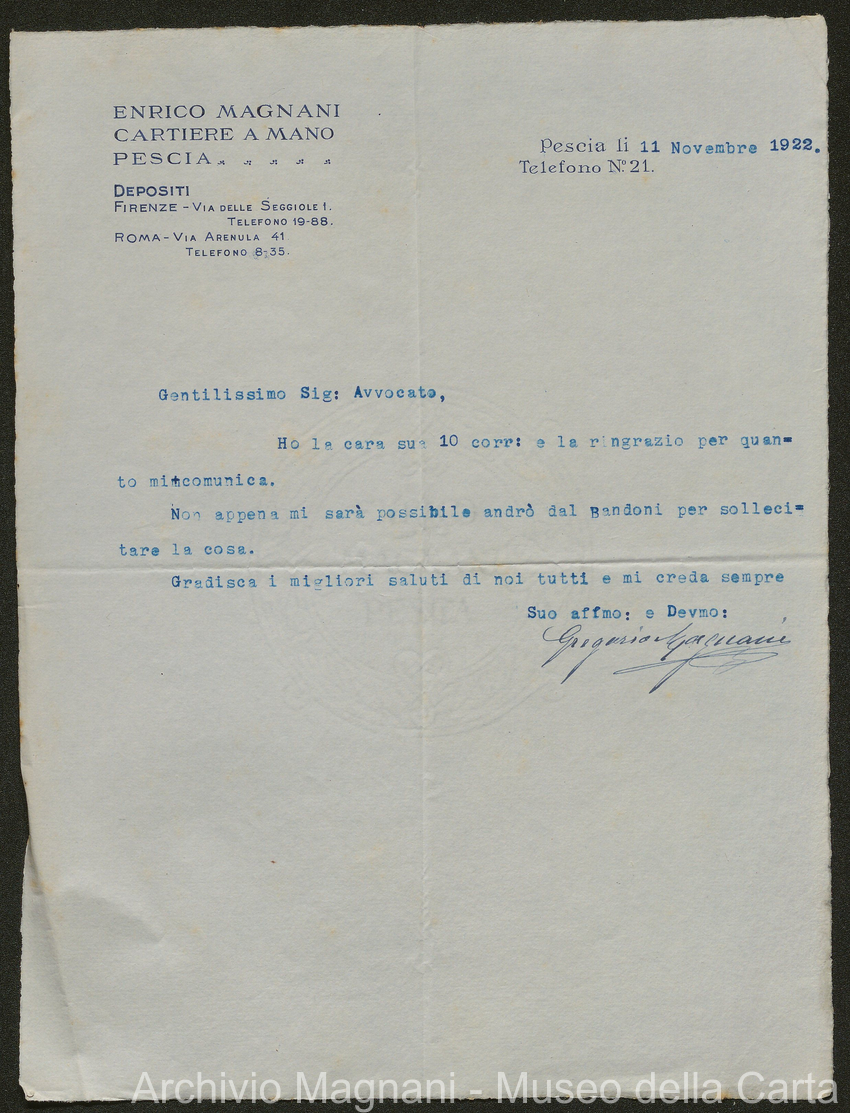 ENRICO MAGNANI
CARTIERE A MANO
PESCIA
DEPOSITI
FIRENZE - VIA DELLE SEGGIOLE 1.
TELEFONO 19-88.
ROMA - VIA ARENULA 41
TELEFONO 8-35.
Pescia li 11 Novembre 1922.
Telefono N.º 21.
Gentilissimo Sig: Avvocato,
Ho la cara sua 10 corr: e la ringrazio per quan=
to mi comunica.
Non appena mi sarà possibile andrò dal Bandoni per solleci=
tare la cosa.
Gradisca i migliori saluti di noi tutti e mi creda sempre
Suo affmo: e Devmo:
Gregorio Magnani
Archivio Magnani - Museo della Carta